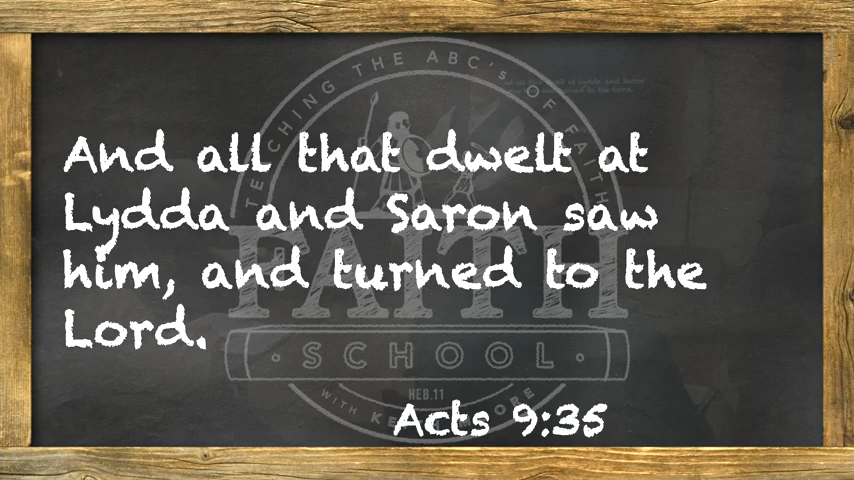 TEACHING THE ABC's OF FAITH
And all that dwelt at
Lydda and Saron saw
him, and turned to the
Lord.
FAITH
· SCHOOL ·
HEB.11
WITH
Acts 9:35